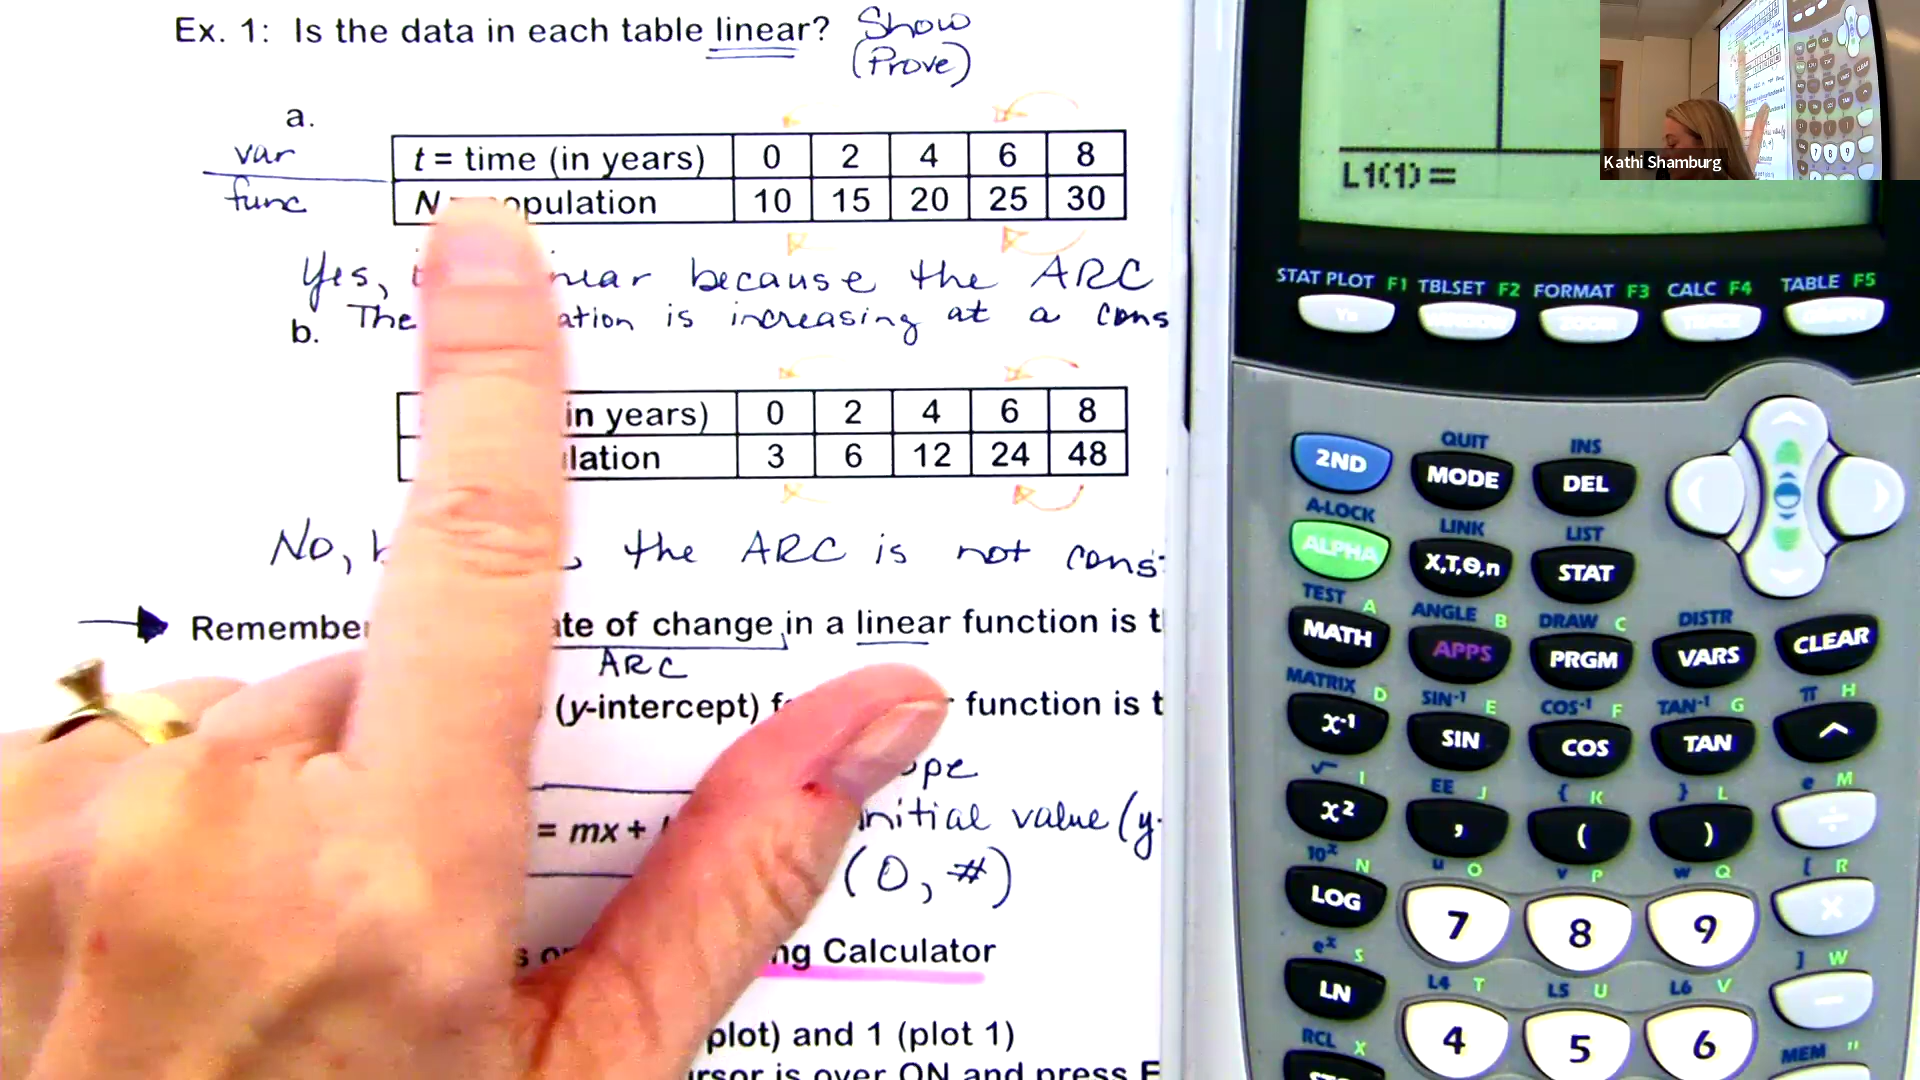 Ex. 1: Is the data in each table linear? Show
(Prove)
a.
var
func
t = time (in years) 0 2 4 6 8
N population 10 15 20 25 30
Yes, because the ARC
The is increasing at a cons
b.
in years) 0 2 4 6 8
lation 3 6 12 24 48
No, the ARC is not cons
Remember ate of change in a linear function is t
ARC
(y-intercept) function is t
ope
= mx +
initial value (y-
(0, #)
ng Calculator
plot) and 1 (plot 1)
ursor is over ON and press E
L1(1)=
Kathi Shamburg
STAT PLOT F1 TBLSET F2 FORMAT F3 CALC F4 TABLE F5
Y=
QUIT INS
2ND MODE DEL
A-LOCK LINK LIST
ALPHA X,T,Θ,n STAT
TEST A ANGLE B DRAW C DISTR
MATH APPS PRGM VARS CLEAR
MATRIX D SIN⁻¹ E COS⁻¹ F TAN⁻¹ G π H
x⁻¹ SIN COS TAN ^
√ I EE J { K } L e M
x² , ( ) ÷
10ˣ N u O v P w Q [ R
LOG 7 8 9 ×
eˣ S L4 T L5 U L6 V ] W
LN 4 5 6 −
RCL X MEM "